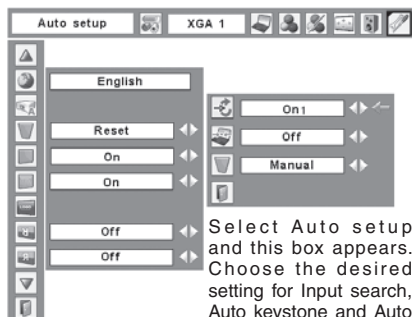 Auto setup
XGA 1
English
Reset
On
On
Off
Off
On1
Off
Manual
Select Auto setup
and this box appears.
Choose the desired
setting for Input search,
Auto keystone and Auto